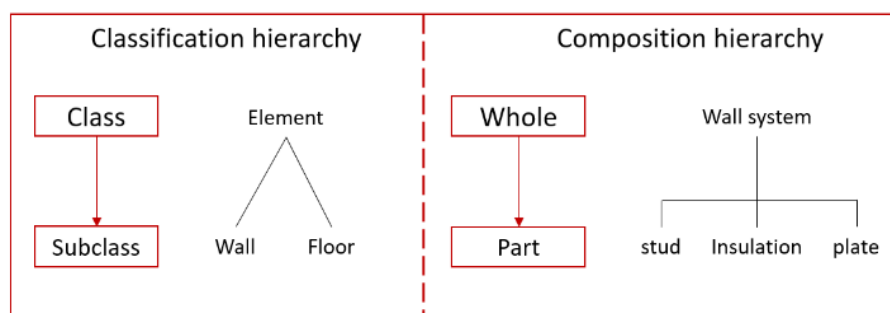 Classification hierarchy
Class
Element
Subclass
Wall
Floor
Composition hierarchy
Whole
Wall system
Part
stud
Insulation
plate